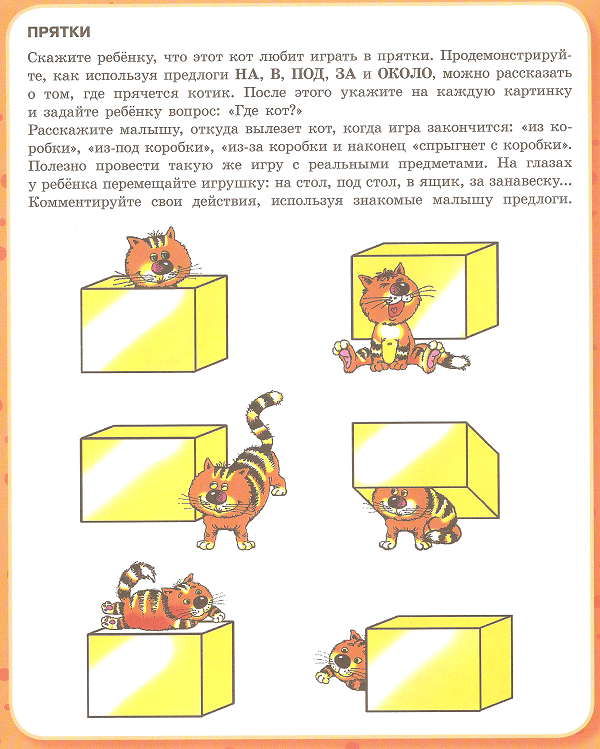 ПРЯТКИ
Скажите ребёнку, что этот кот любит играть в прятки. Продемонстрируй-
те, как используя предлоги НА, В, ПОД, ЗА и ОКОЛО, можно рассказать
о том, где прячется котик. После этого укажите на каждую картинку
и задайте ребёнку вопрос: «Где кот?»
Расскажите малышу, откуда вылезет кот, когда игра закончится: «из ко-
робки», «из-под коробки», «из-за коробки и наконец «спрыгнет с коробки».
Полезно провести такую же игру с реальными предметами. На глазах
у ребёнка перемещайте игрушку: на стол, под стол, в ящик, за занавеску...
Комментируйте свои действия, используя знакомые малышу предлоги.